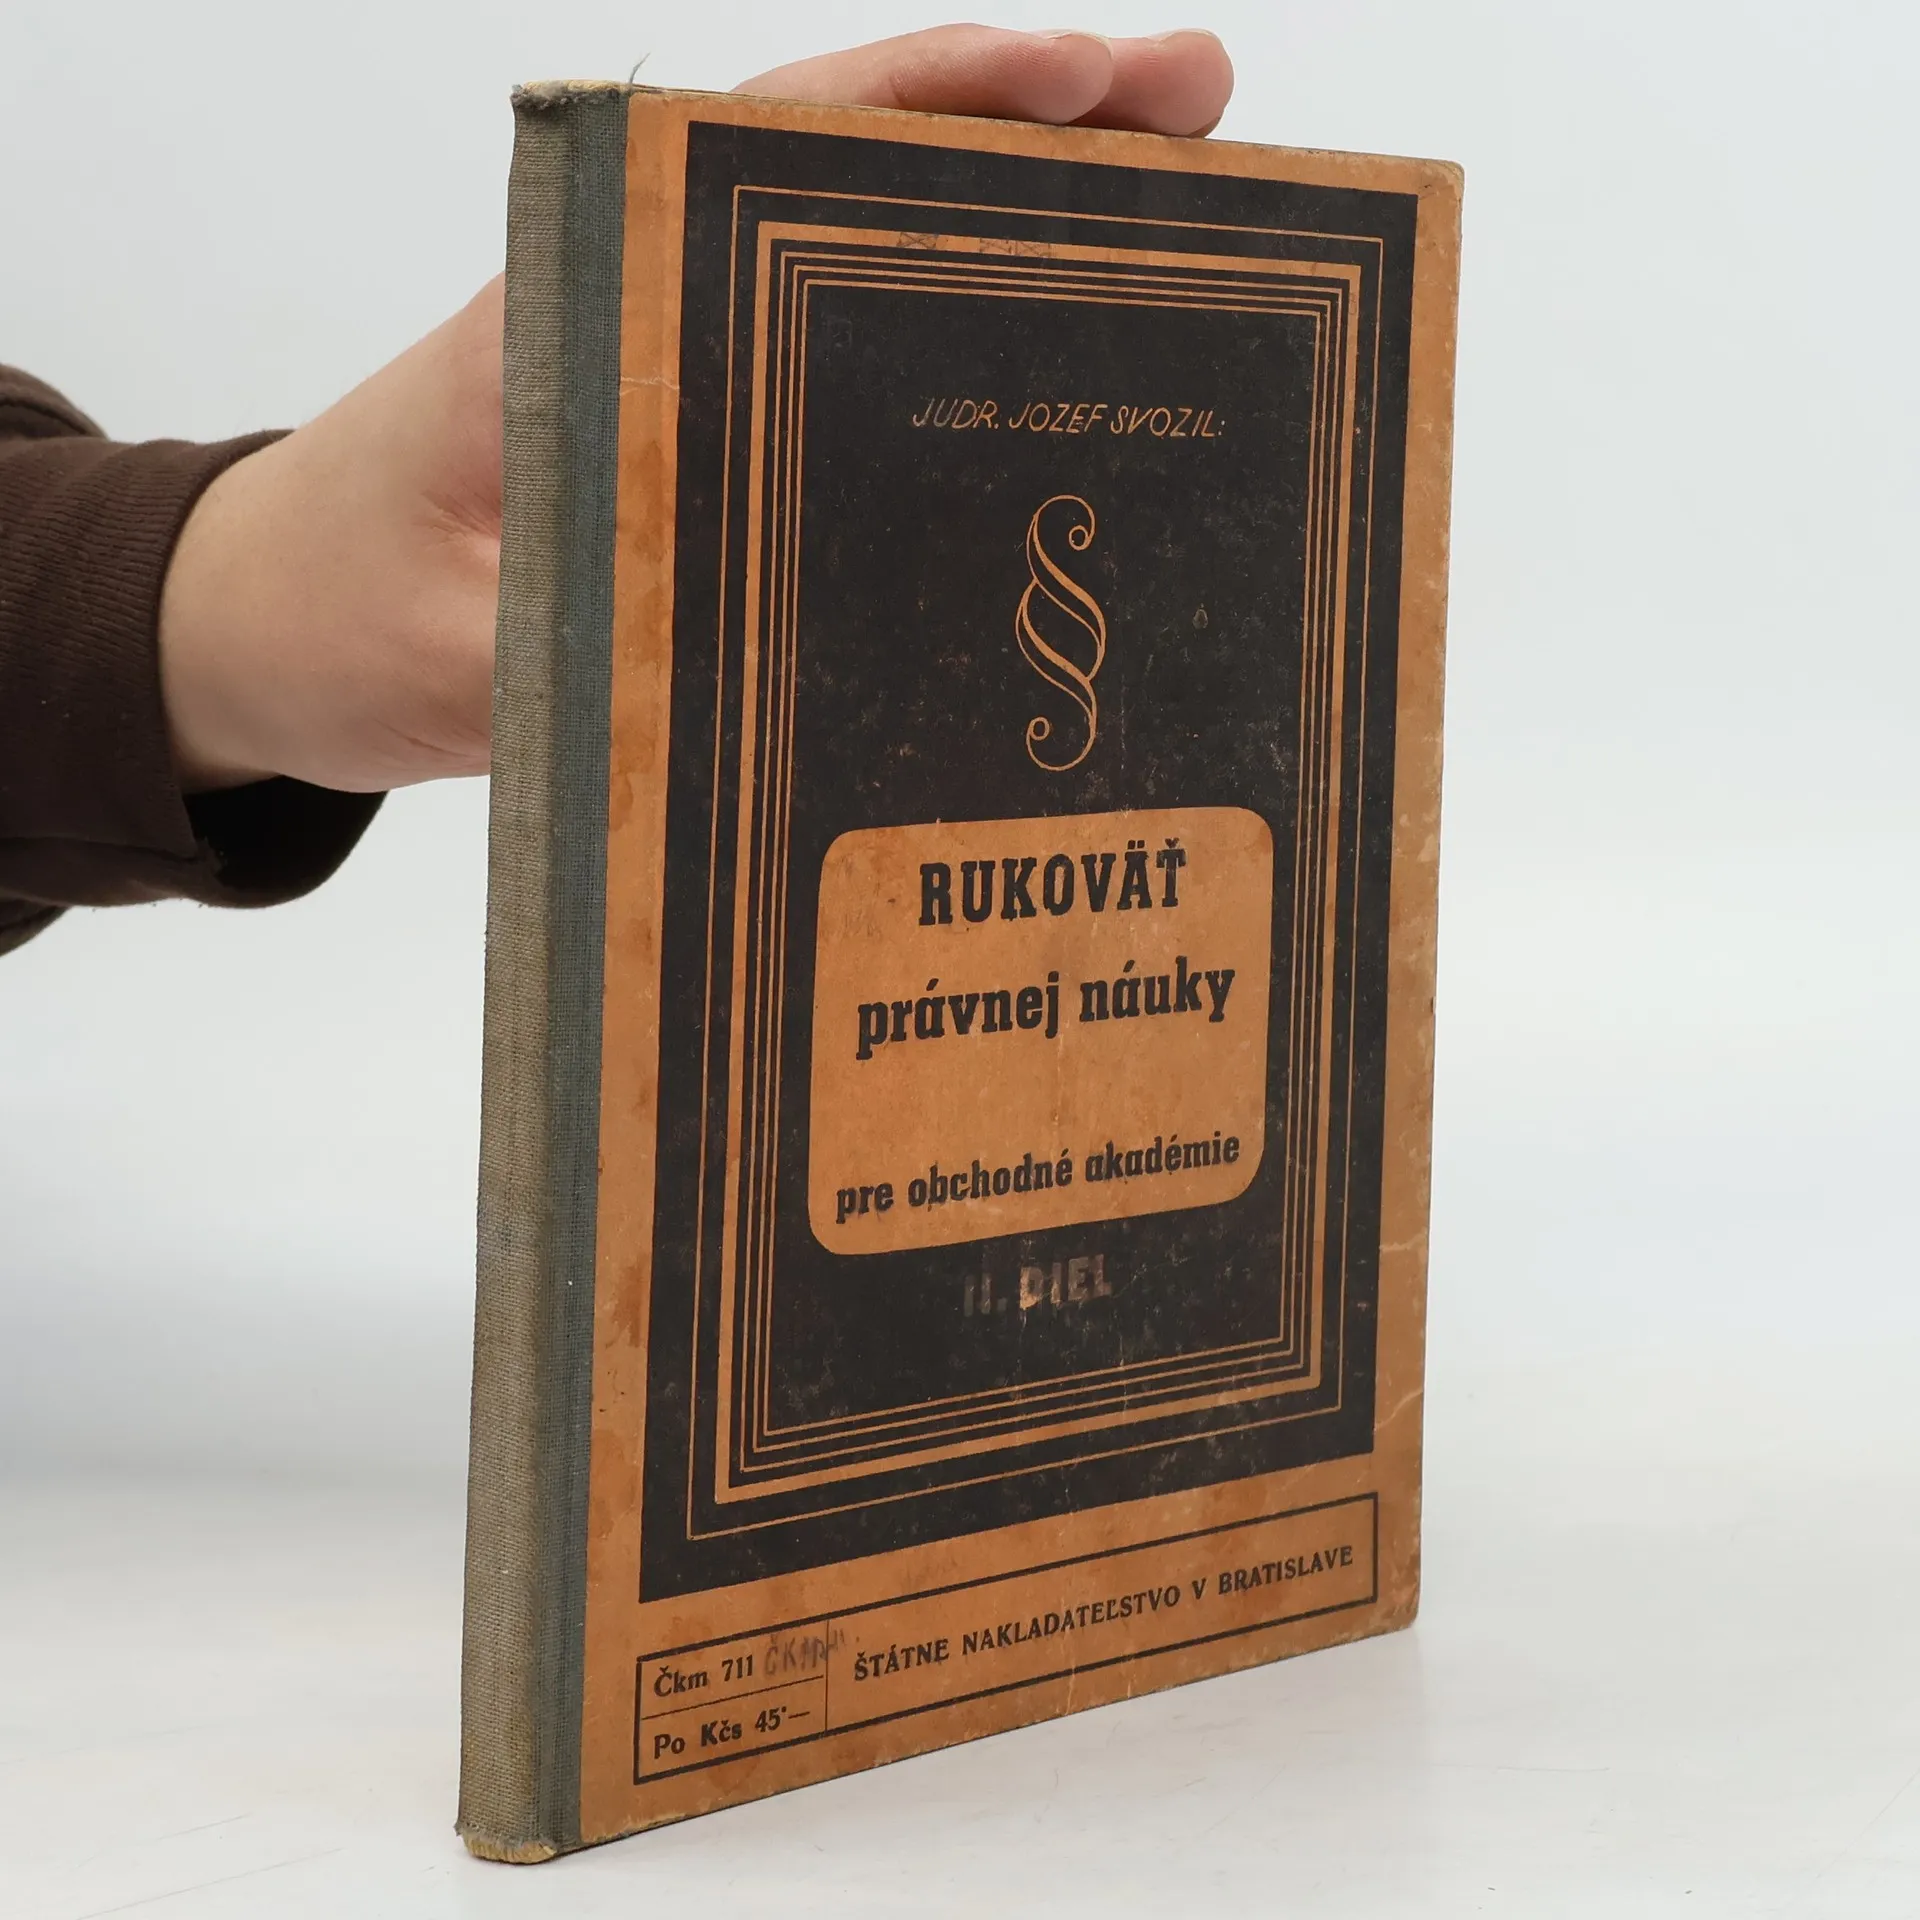 JUDR. JOZEF SVOZIL:
§
RUKOVÄŤ
právnej náuky
pre obchodné akadémie
II. DIEL
Čkm 711
Po Kčs 45·—
ŠTÁTNE NAKLADATEĽSTVO V BRATISLAVE